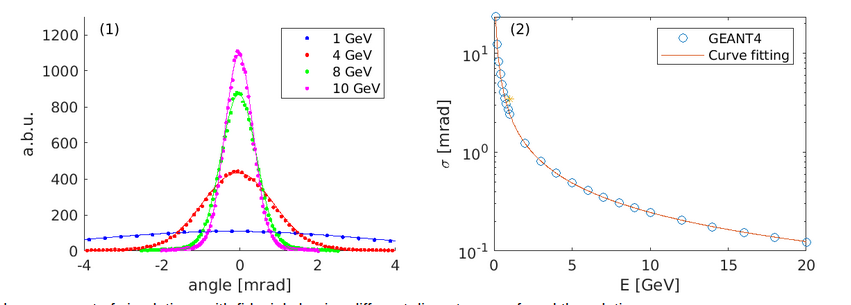 (1)
1 GeV
4 GeV
8 GeV
10 GeV
1200
1000
800
600
400
200
0
a.b.u.
-4
-2
0
2
4
angle [mrad]
(2)
GEANT4
Curve fitting
10^1
10^0
10^-1
σ [mrad]
0
5
10
15
20
E [GeV]